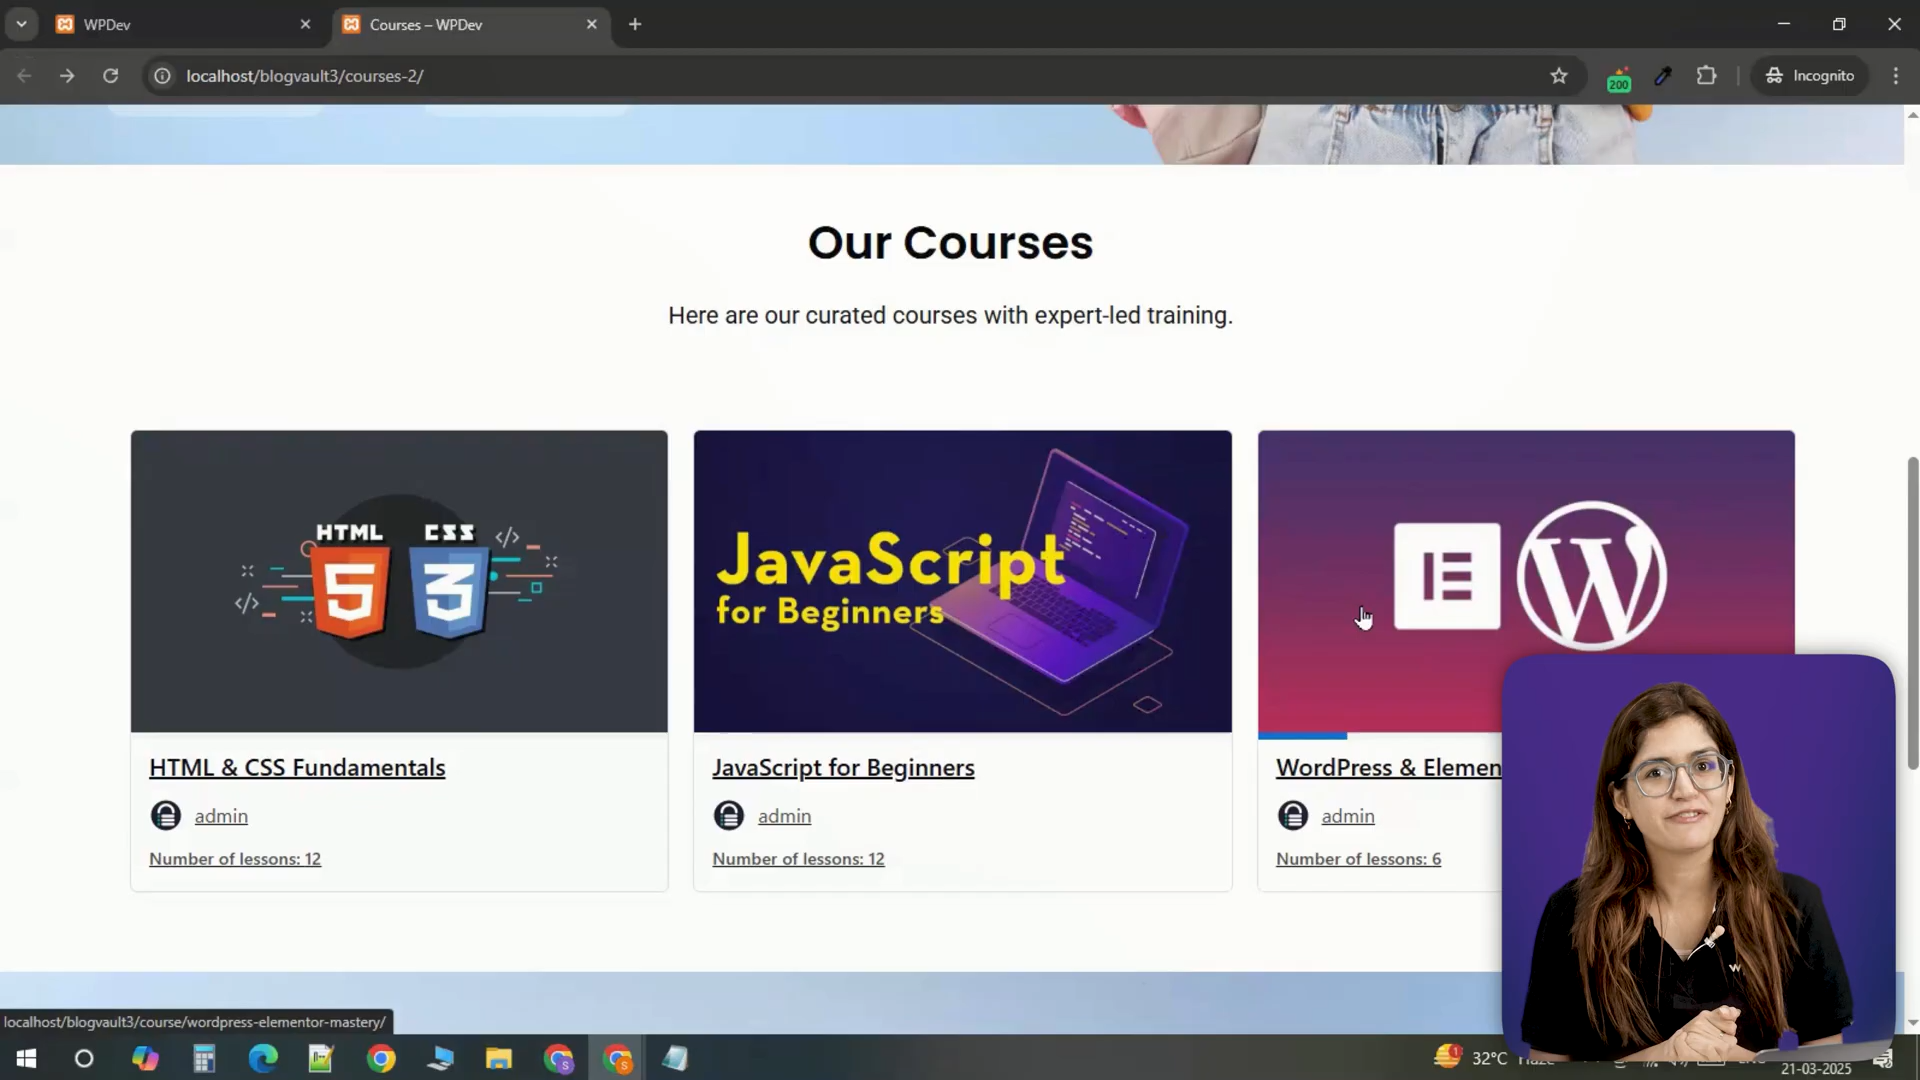 WPDev
Courses – WPDev
localhost/blogvault3/courses-2/
200
Incognito
Our Courses
Here are our curated courses with expert-led training.
HTML CSS
5 3
JavaScript
for Beginners
HTML & CSS Fundamentals
JavaScript for Beginners
WordPress & Elemen
admin
admin
admin
Number of lessons: 12
Number of lessons: 12
Number of lessons: 6
localhost/blogvault3/course/wordpress-elementor-mastery/
32°C
21-03-2025